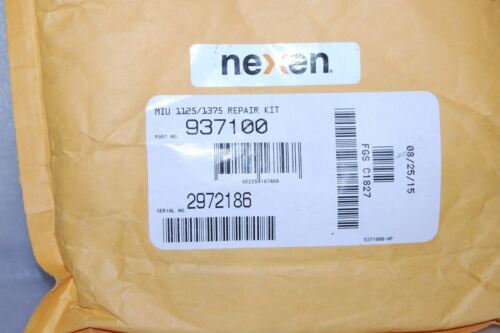 nexen
MIU 1125/1375 REPAIR KIT
PART NO. 937100
SERIAL NO. 2972186
FGS C1827
08/25/15